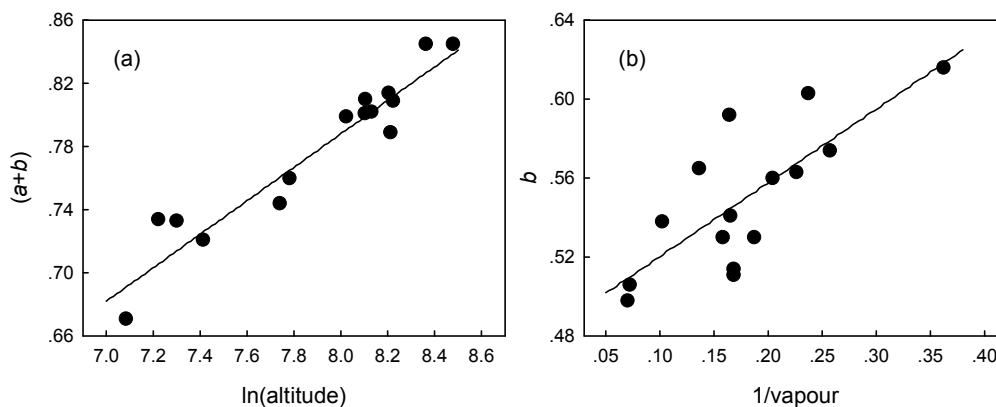 (a)
(a+b)
.86
.82
.78
.74
.70
.66
7.0 7.2 7.4 7.6 7.8 8.0 8.2 8.4 8.6
ln(altitude)
(b)
b
.64
.60
.56
.52
.48
.05 .10 .15 .20 .25 .30 .35 .40
1/vapour